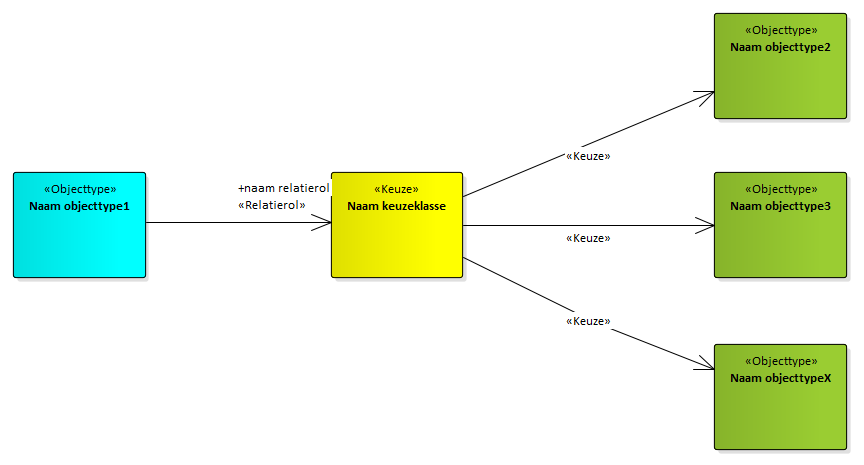 «Objecttype»
Naam objecttype1
+naam relatierol
«Relatierol»
«Keuze»
Naam keuzeklasse
«Keuze»
«Keuze»
«Keuze»
«Objecttype»
Naam objecttype2
«Objecttype»
Naam objecttype3
«Objecttype»
Naam objecttypeX